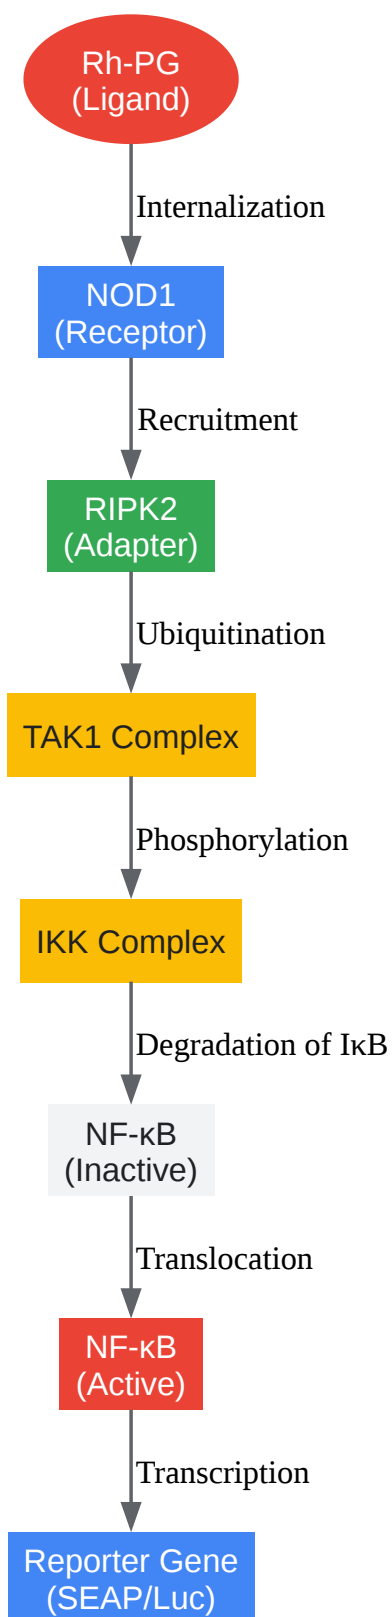 Rh-PG
(Ligand)
Internalization
NOD1
(Receptor)
Recruitment
RIPK2
(Adapter)
Ubiquitination
TAK1 Complex
Phosphorylation
IKK Complex
Degradation of IκB
NF-κB
(Inactive)
Translocation
NF-κB
(Active)
Transcription
Reporter Gene
(SEAP/Luc)